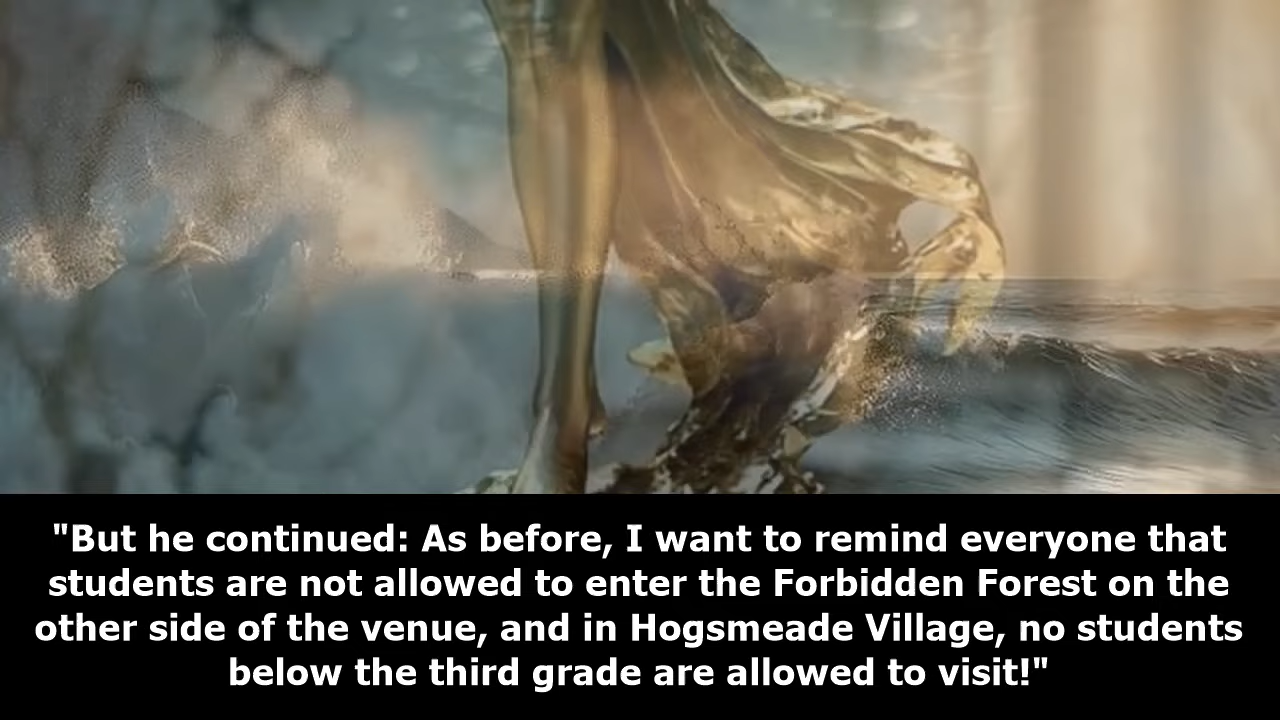 "But he continued: As before, I want to remind everyone that
students are not allowed to enter the Forbidden Forest on the
other side of the venue, and in Hogsmeade Village, no students
below the third grade are allowed to visit!"